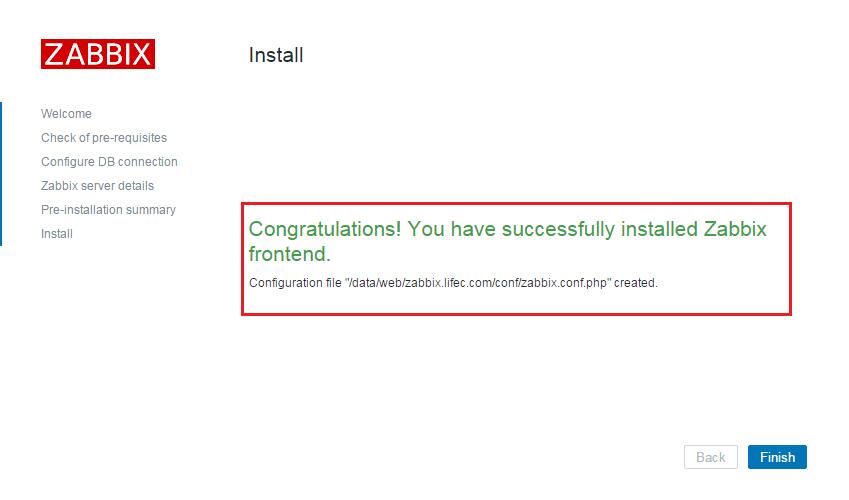 ZABBIX
Install
Welcome
Check of pre-requisites
Configure DB connection
Zabbix server details
Pre-installation summary
Install
Congratulations! You have successfully installed Zabbix
frontend.
Configuration file "/data/web/zabbix.lifec.com/conf/zabbix.conf.php" created.
Back
Finish